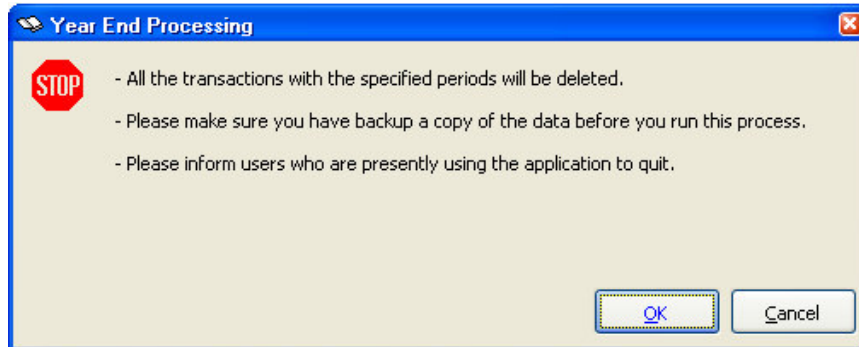 Year End Processing
STOP
- All the transactions with the specified periods will be deleted.
- Please make sure you have backup a copy of the data before you run this process.
- Please inform users who are presently using the application to quit.
OK
Cancel